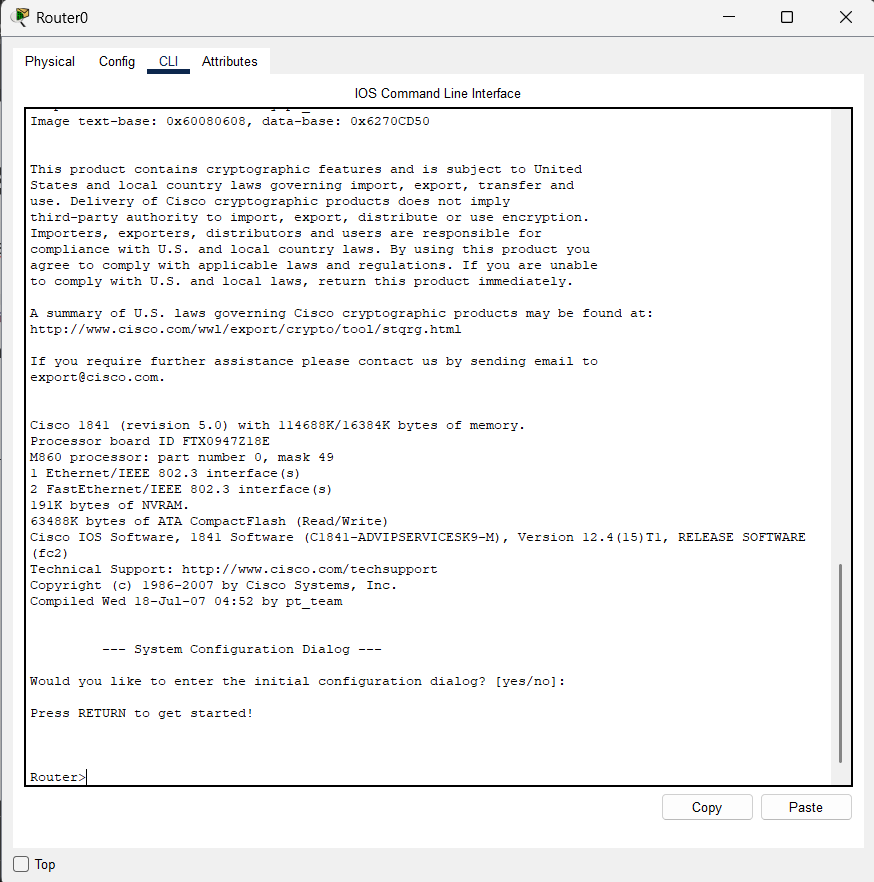 Router0
Physical Config CLI Attributes
IOS Command Line Interface
Image text-base: 0x60080608, data-base: 0x6270CD50
This product contains cryptographic features and is subject to United
States and local country laws governing import, export, transfer and
use. Delivery of Cisco cryptographic products does not imply
third-party authority to import, export, distribute or use encryption.
Importers, exporters, distributors and users are responsible for
compliance with U.S. and local country laws. By using this product you
agree to comply with applicable laws and regulations. If you are unable
to comply with U.S. and local laws, return this product immediately.
A summary of U.S. laws governing Cisco cryptographic products may be found at:
http://www.cisco.com/wwl/export/crypto/tool/stqrg.html
If you require further assistance please contact us by sending email to
export@cisco.com.
Cisco 1841 (revision 5.0) with 114688K/16384K bytes of memory.
Processor board ID FTX0947Z18E
M860 processor: part number 0, mask 49
1 Ethernet/IEEE 802.3 interface(s)
2 FastEthernet/IEEE 802.3 interface(s)
191K bytes of NVRAM.
63488K bytes of ATA CompactFlash (Read/Write)
Cisco IOS Software, 1841 Software (C1841-ADVIPSERVICESK9-M), Version 12.4(15)T1, RELEASE SOFTWARE
(fc2)
Technical Support: http://www.cisco.com/techsupport
Copyright (c) 1986-2007 by Cisco Systems, Inc.
Compiled Wed 18-Jul-07 04:52 by pt_team
--- System Configuration Dialog ---
Would you like to enter the initial configuration dialog? [yes/no]:
Press RETURN to get started!
Router>
Copy Paste
Top